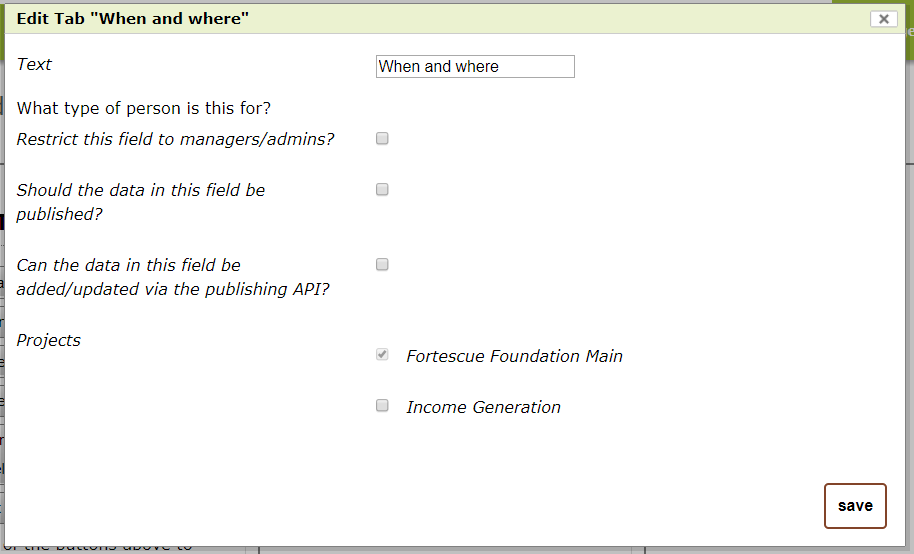 Edit Tab "When and where"
Text
When and where
What type of person is this for?
Restrict this field to managers/admins?
Should the data in this field be
published?
Can the data in this field be
added/updated via the publishing API?
Projects
Fortescue Foundation Main
Income Generation
save
of the buttons above to